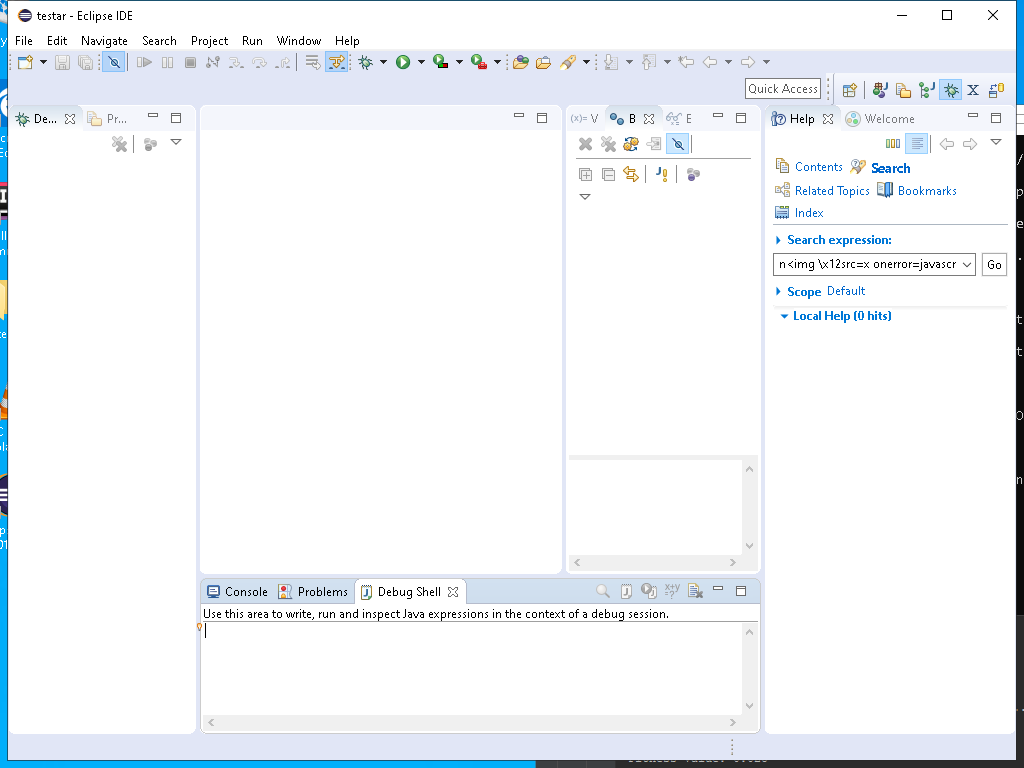 testar - Eclipse IDE
File Edit Navigate Search Project Run Window Help
Quick Access
De... Pr...
(x)= V B E
Help Welcome
Contents Search
Related Topics Bookmarks
Index
Search expression:
n<img \x12src=x onerror=javascr Go
Scope Default
Local Help (0 hits)
Console Problems Debug Shell
Use this area to write, run and inspect Java expressions in the context of a debug session.